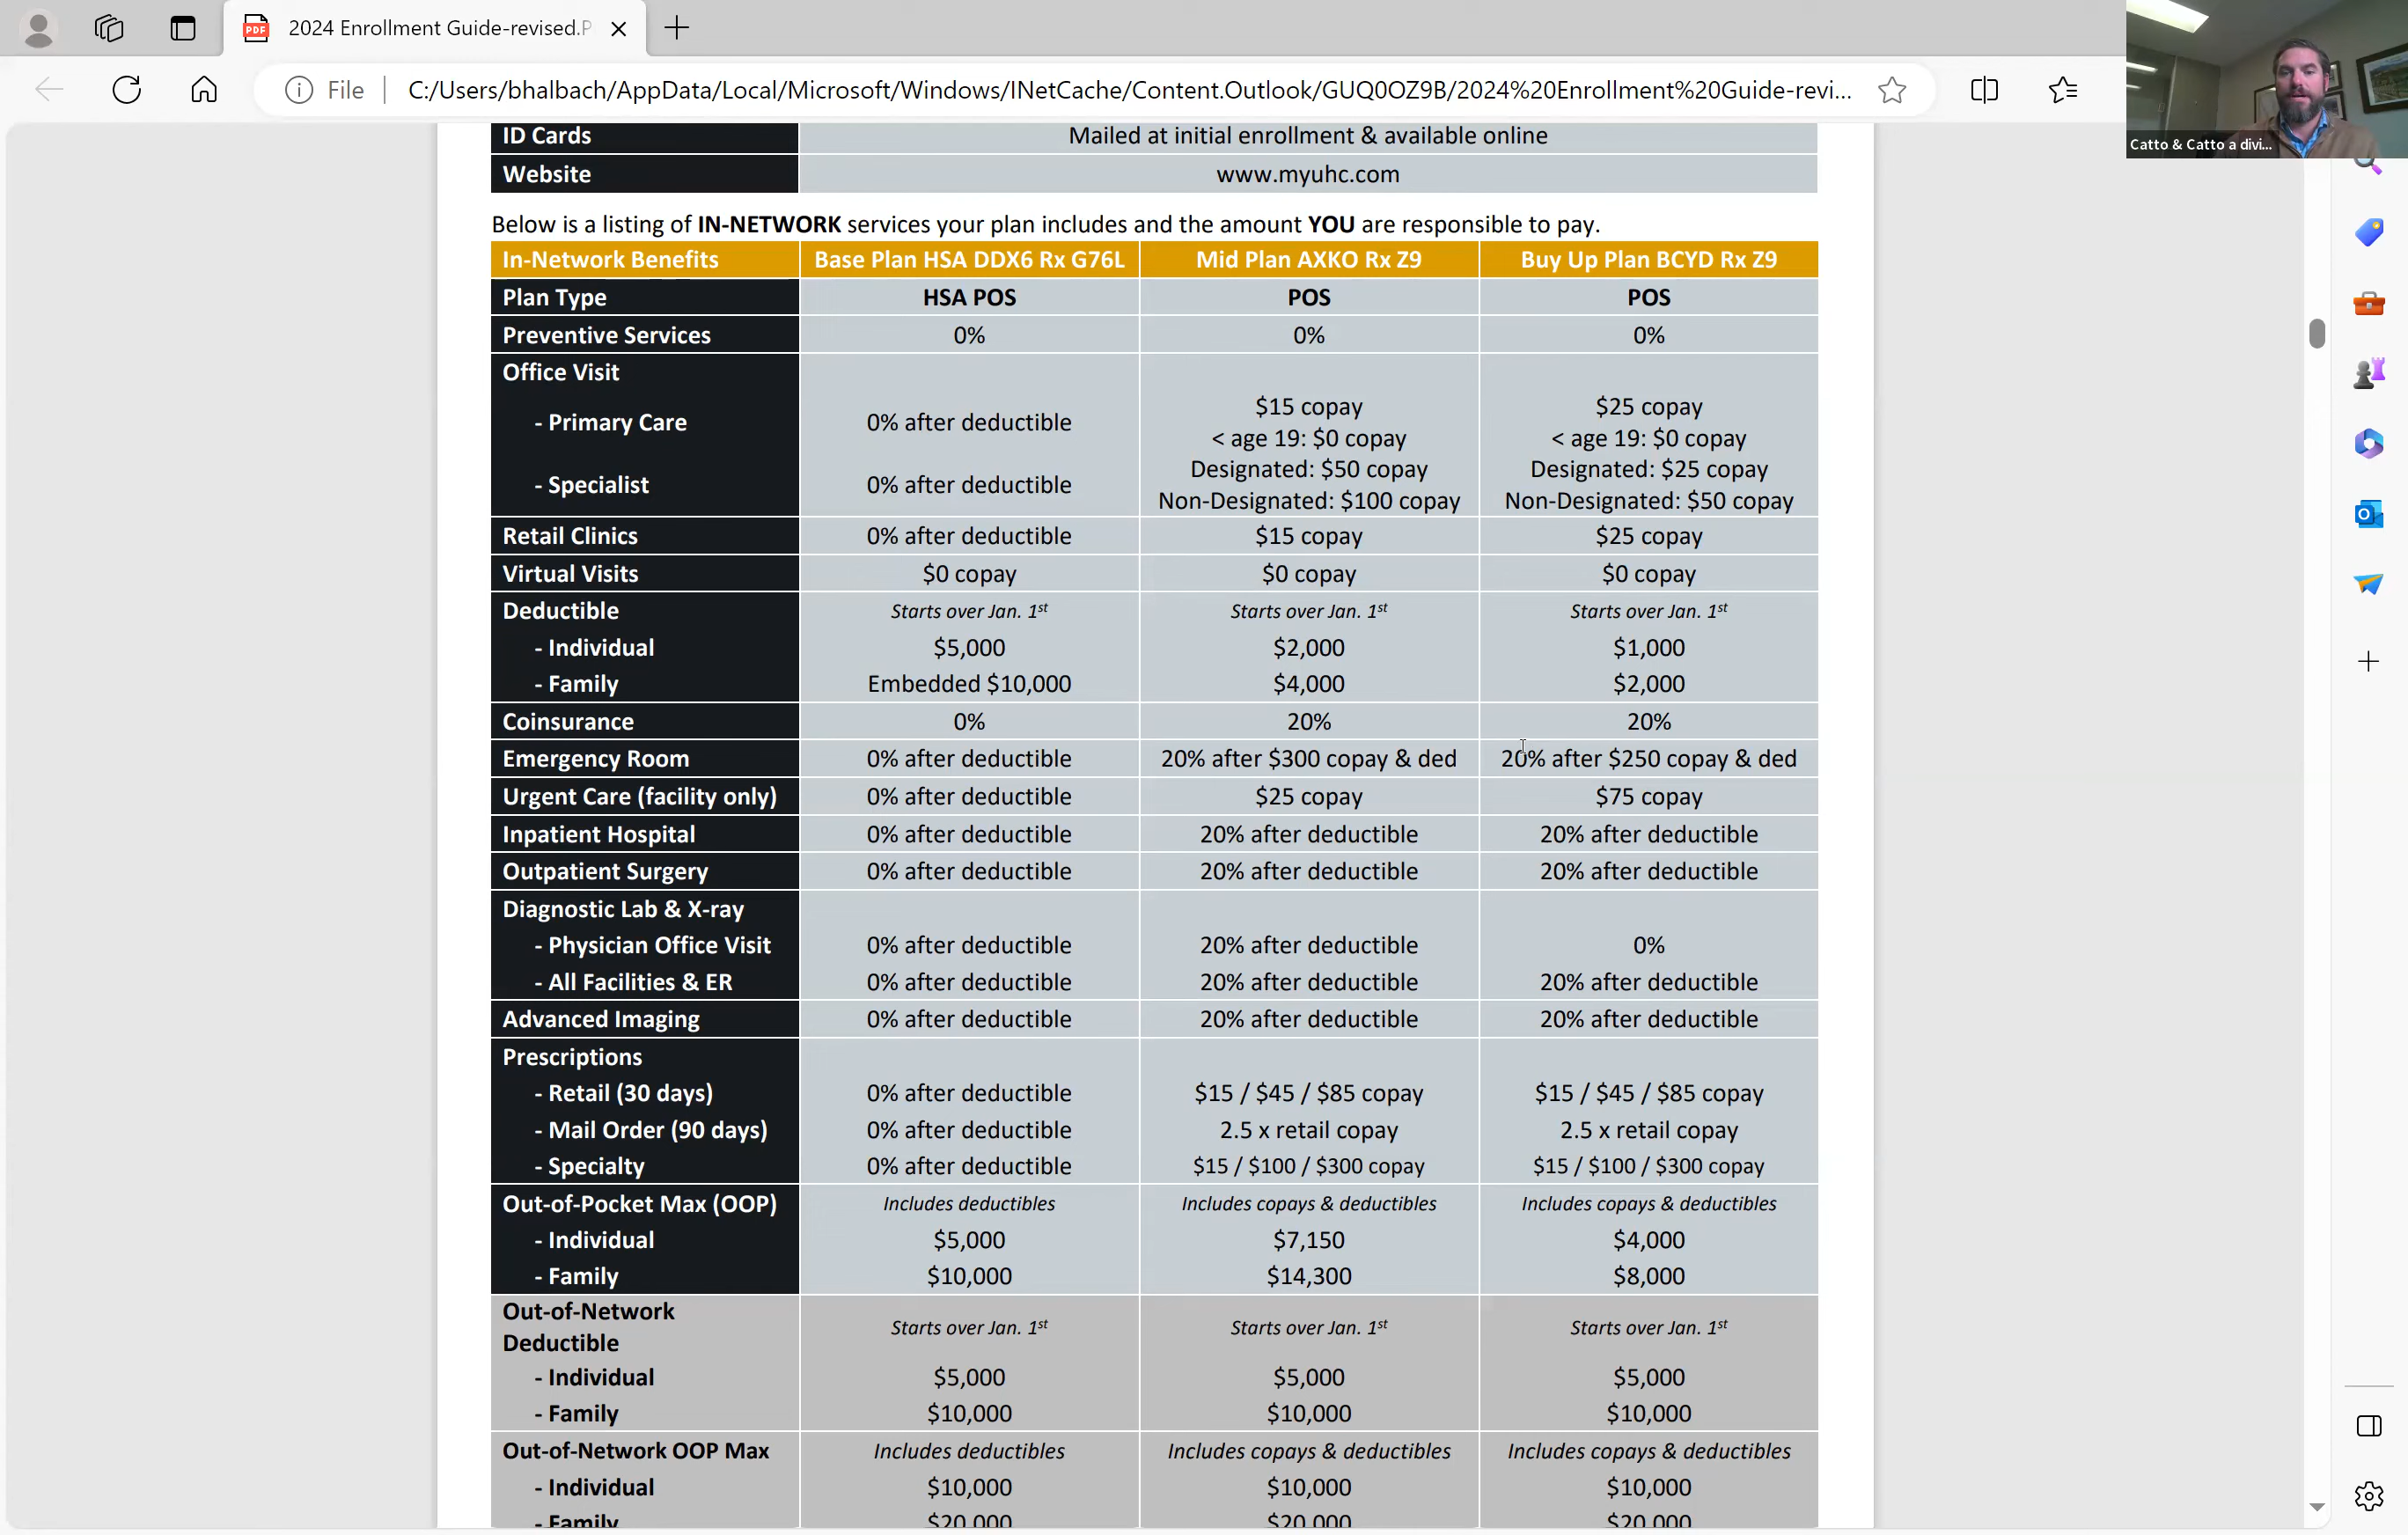 2024 Enrollment Guide-revised.P
File
C:/Users/bhalbach/AppData/Local/Microsoft/Windows/INetCache/Content.Outlook/GUQ0OZ9B/2024%20Enrollment%20Guide-revi...
Catto & Catto a divi...
ID Cards Mailed at initial enrollment & available online
Website www.myuhc.com
Below is a listing of IN-NETWORK services your plan includes and the amount YOU are responsible to pay.
In-Network Benefits Base Plan HSA DDX6 Rx G76L Mid Plan AXKO Rx Z9 Buy Up Plan BCYD Rx Z9
Plan Type HSA POS POS POS
Preventive Services 0% 0% 0%
Office Visit
$15 copay $25 copay
- Primary Care 0% after deductible
< age 19: $0 copay < age 19: $0 copay
Designated: $50 copay Designated: $25 copay
- Specialist 0% after deductible
Non-Designated: $100 copay Non-Designated: $50 copay
Retail Clinics 0% after deductible $15 copay $25 copay
Virtual Visits $0 copay $0 copay $0 copay
Deductible Starts over Jan. 1st Starts over Jan. 1st Starts over Jan. 1st
- Individual $5,000 $2,000 $1,000
- Family Embedded $10,000 $4,000 $2,000
Coinsurance 0% 20% 20%
Emergency Room 0% after deductible 20% after $300 copay & ded 20% after $250 copay & ded
Urgent Care (facility only) 0% after deductible $25 copay $75 copay
Inpatient Hospital 0% after deductible 20% after deductible 20% after deductible
Outpatient Surgery 0% after deductible 20% after deductible 20% after deductible
Diagnostic Lab & X-ray
- Physician Office Visit 0% after deductible 20% after deductible 0%
- All Facilities & ER 0% after deductible 20% after deductible 20% after deductible
Advanced Imaging 0% after deductible 20% after deductible 20% after deductible
Prescriptions
- Retail (30 days) 0% after deductible $15 / $45 / $85 copay $15 / $45 / $85 copay
- Mail Order (90 days) 0% after deductible 2.5 x retail copay 2.5 x retail copay
- Specialty 0% after deductible $15 / $100 / $300 copay $15 / $100 / $300 copay
Out-of-Pocket Max (OOP) Includes deductibles Includes copays & deductibles Includes copays & deductibles
- Individual $5,000 $7,150 $4,000
- Family $10,000 $14,300 $8,000
Out-of-Network
Deductible Starts over Jan. 1st Starts over Jan. 1st Starts over Jan. 1st
- Individual $5,000 $5,000 $5,000
- Family $10,000 $10,000 $10,000
Out-of-Network OOP Max Includes deductibles Includes copays & deductibles Includes copays & deductibles
- Individual $10,000 $10,000 $10,000
- Family $20,000 $20,000 $20,000